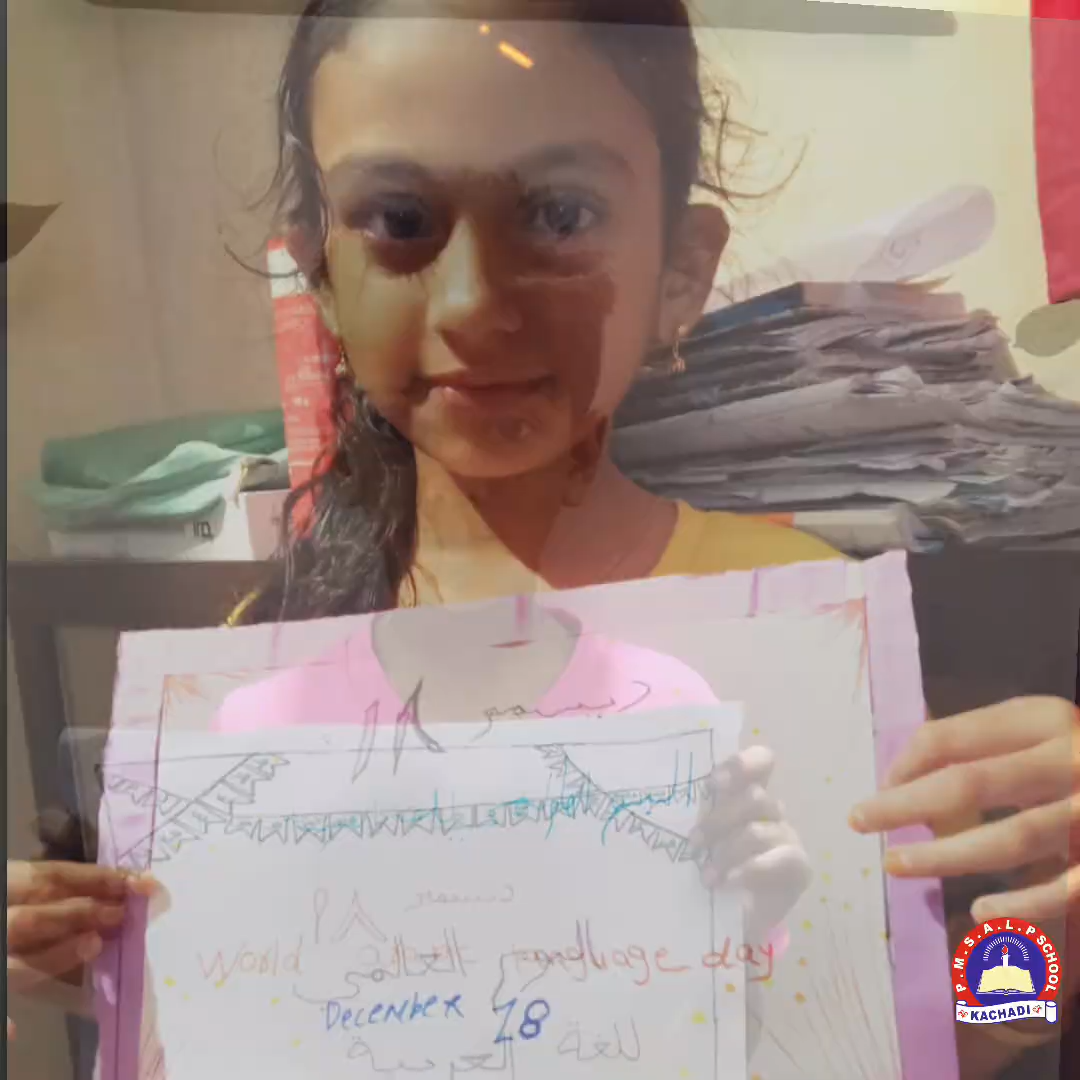 ديسمبر ١٨
ديسمبر ١٨
World language day
العالمي
December 18
للغة العربية
P.M.S.A.L.P SCHOOL
KACHADI